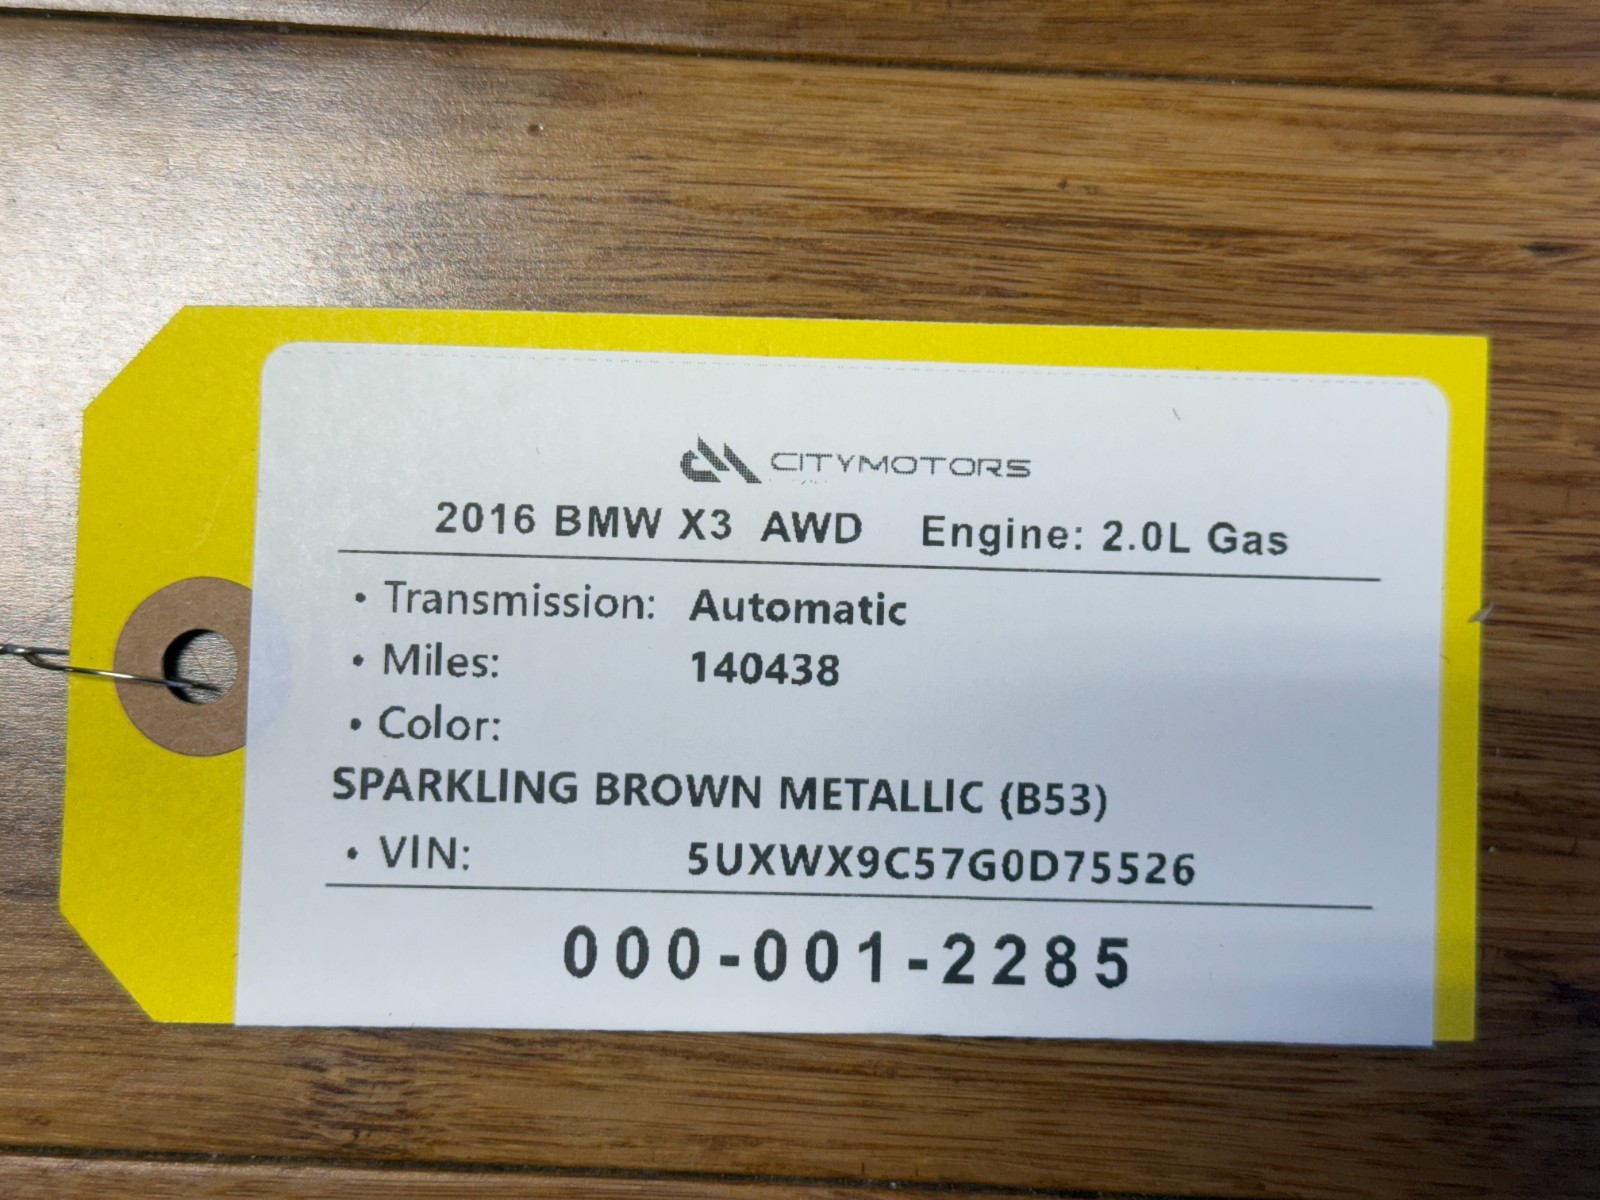 CITYMOTORS
2016 BMW X3 AWD Engine: 2.0L Gas
• Transmission: Automatic
• Miles: 140438
• Color:
SPARKLING BROWN METALLIC (B53)
• VIN: 5UXWX9C57G0D75526
000-001-2285